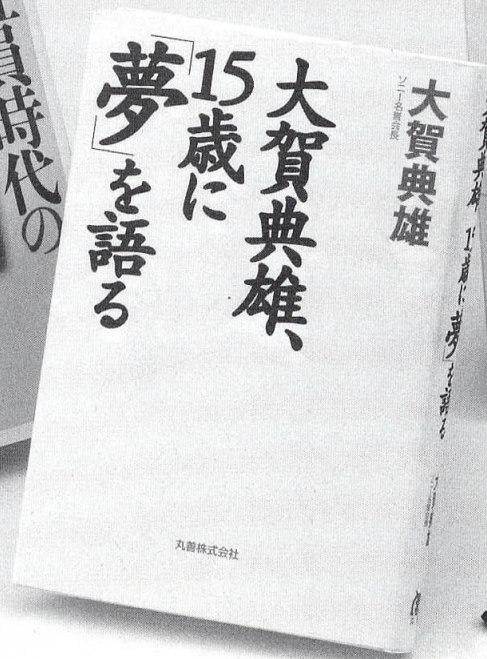 大賀典雄
ソニー名誉会長
大賀典雄、
15歳に
「夢」を語る
丸善株式会社
大賀典雄 15歳に「夢」を語る
時代の